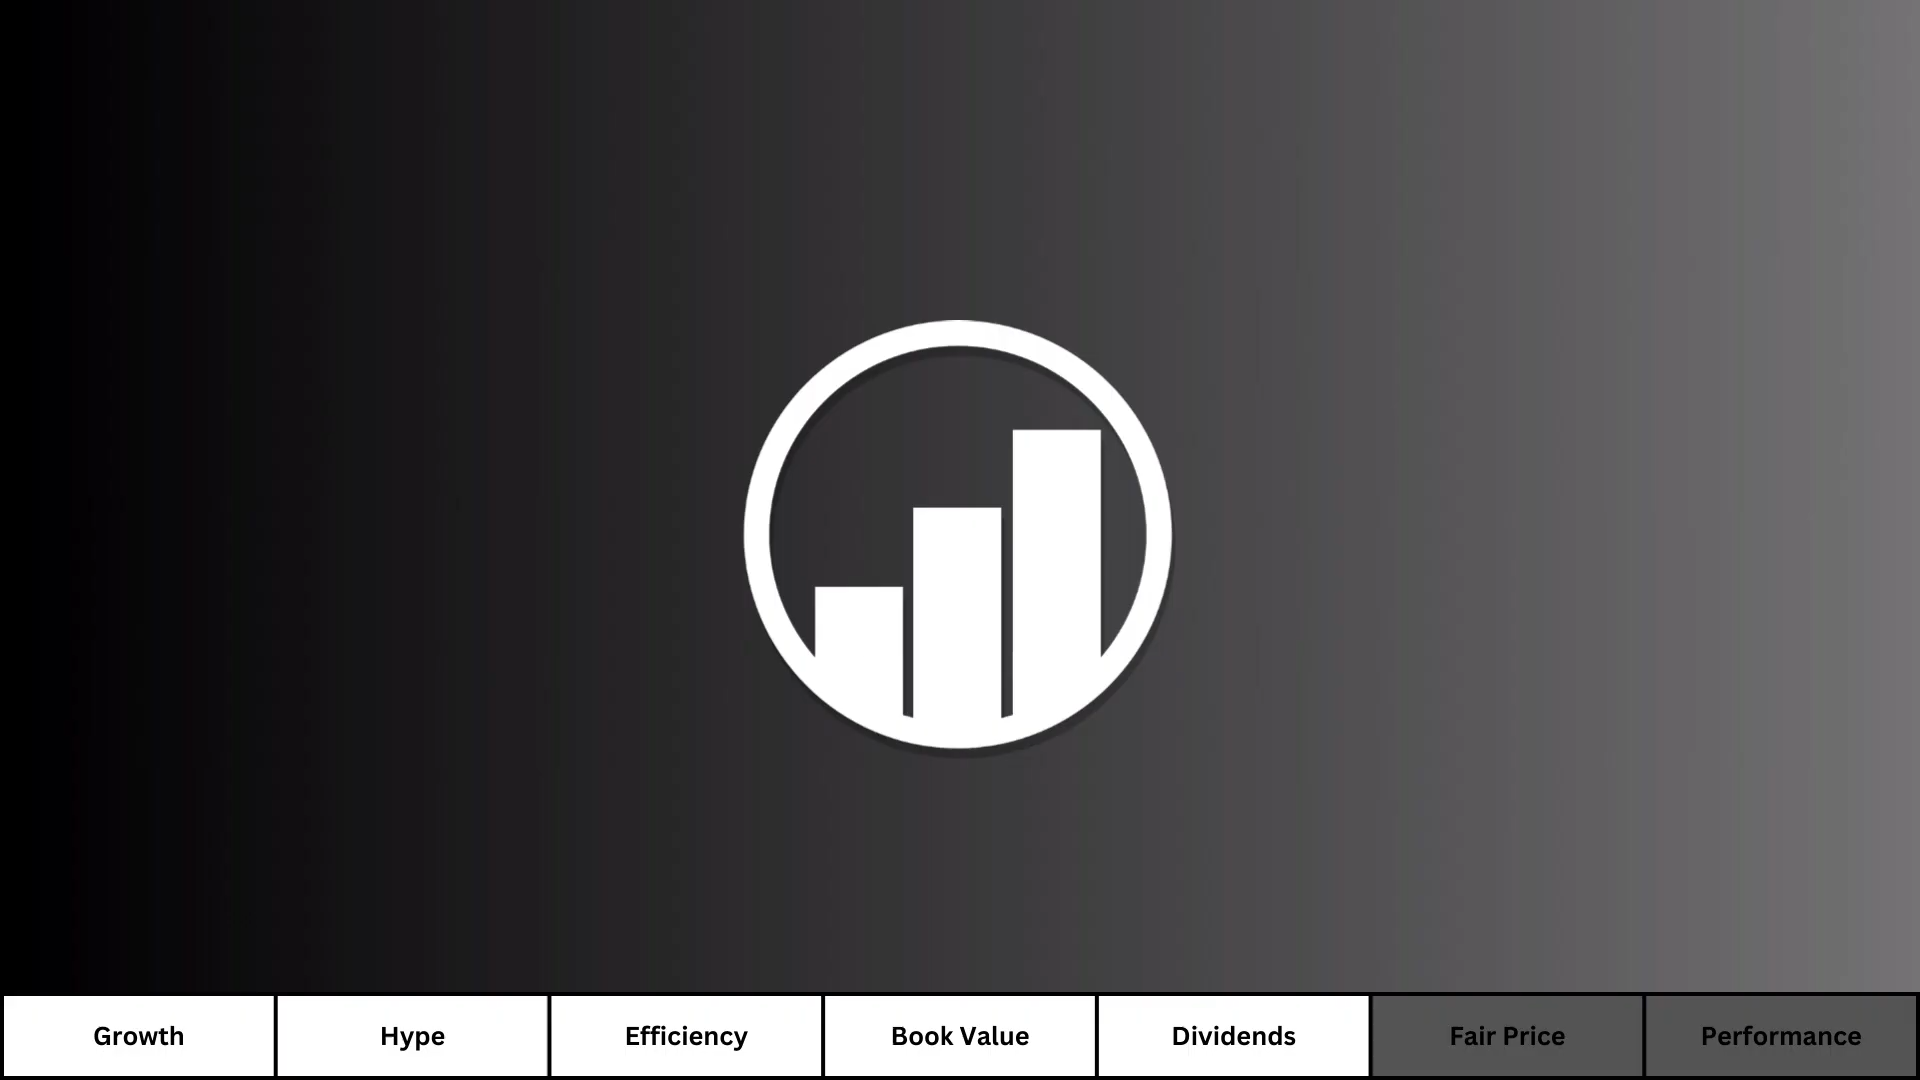 Growth
Hype
Efficiency
Book Value
Dividends
Fair Price
Performance